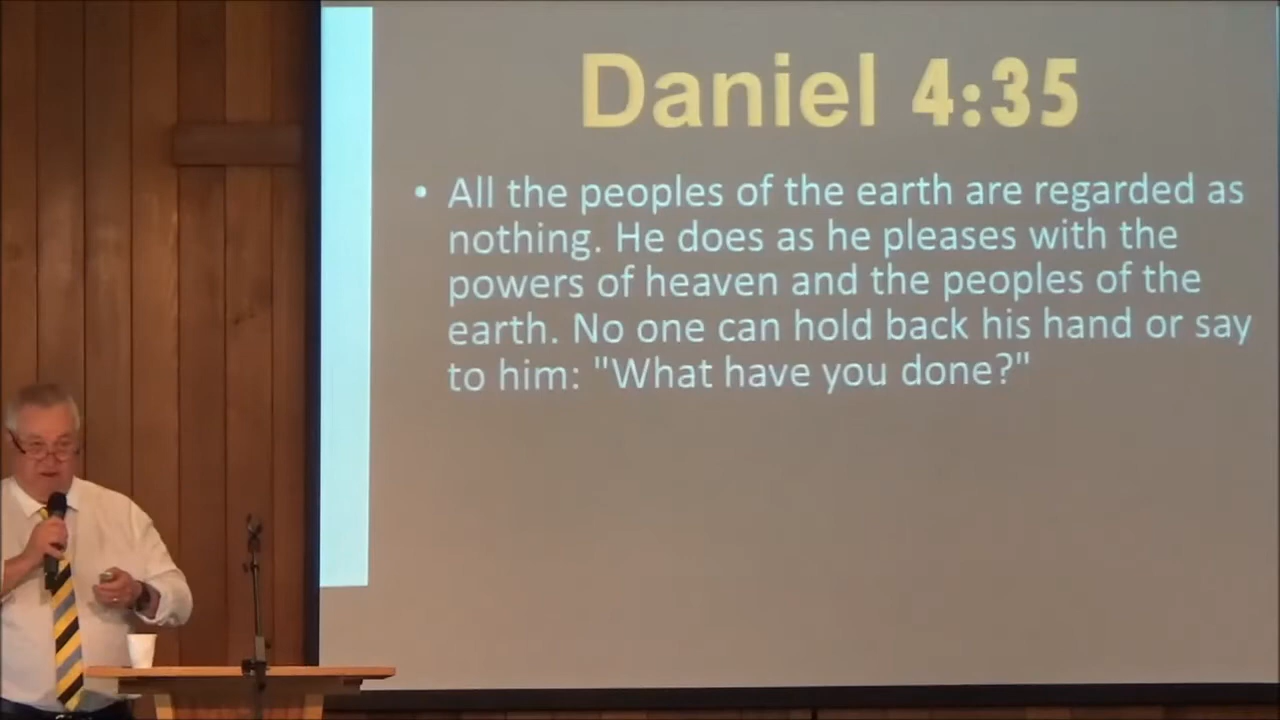 Daniel 4:35
• All the peoples of the earth are regarded as
nothing. He does as he pleases with the
powers of heaven and the peoples of the
earth. No one can hold back his hand or say
to him: "What have you done?"